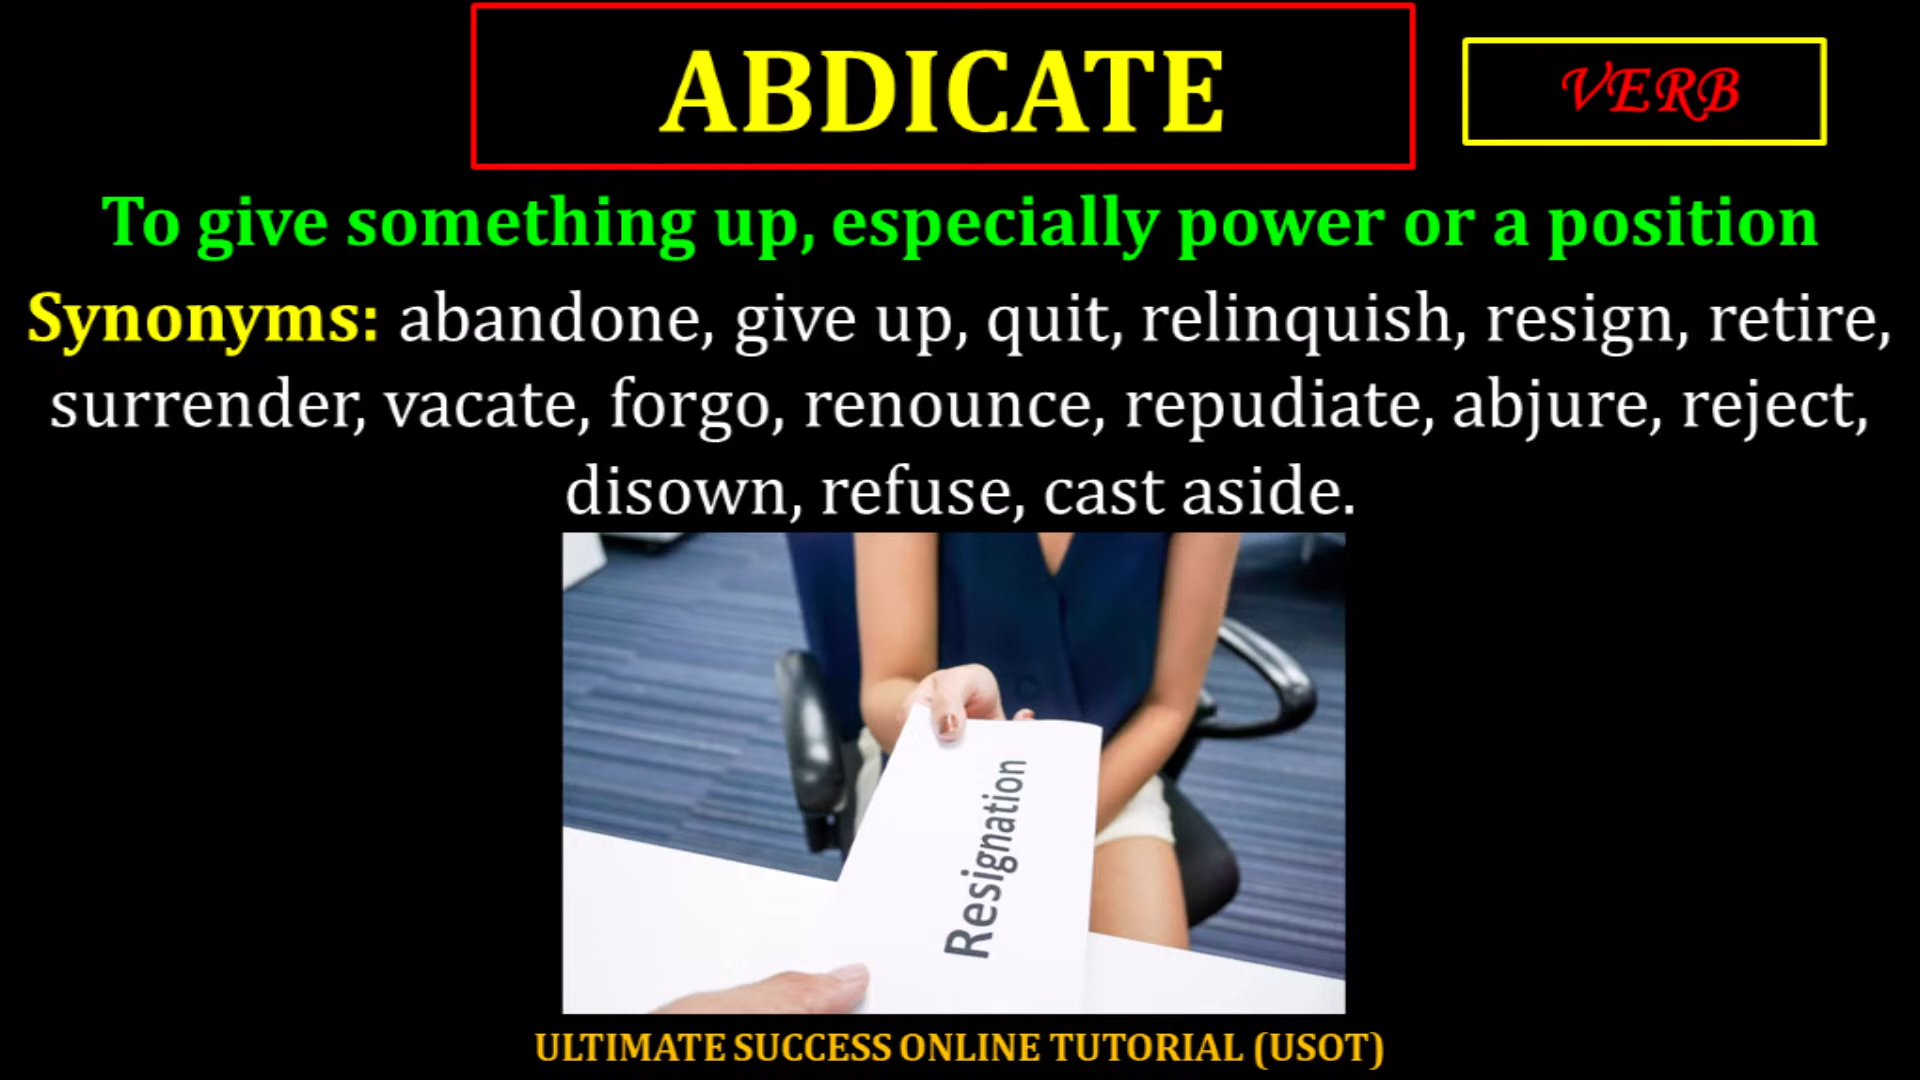 ABDICATE
VERB
To give something up, especially power or a position
Synonyms: abandone, give up, quit, relinquish, resign, retire,
surrender, vacate, forgo, renounce, repudiate, abjure, reject,
disown, refuse, cast aside.
Resignation
ULTIMATE SUCCESS ONLINE TUTORIAL (USOT)